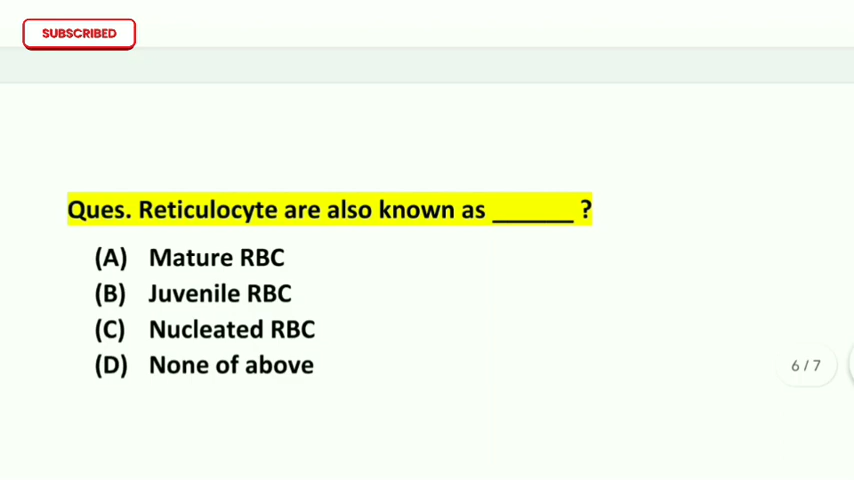 SUBSCRIBED
Ques. Reticulocyte are also known as ______ ?
(A) Mature RBC
(B) Juvenile RBC
(C) Nucleated RBC
(D) None of above
6 / 7